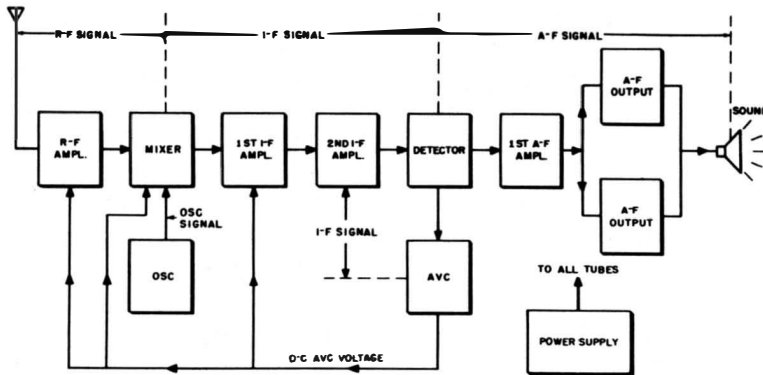 R-F SIGNAL
I-F SIGNAL
A-F SIGNAL
A-F
OUTPUT
SOUND
R-F
AMPL.
MIXER
1ST I-F
AMPL.
2ND I-F
AMPL.
DETECTOR
1ST A-F
AMPL.
A-F
OUTPUT
OSC
SIGNAL
I-F SIGNAL
OSC
AVC
TO ALL TUBES
POWER SUPPLY
D-C AVC VOLTAGE